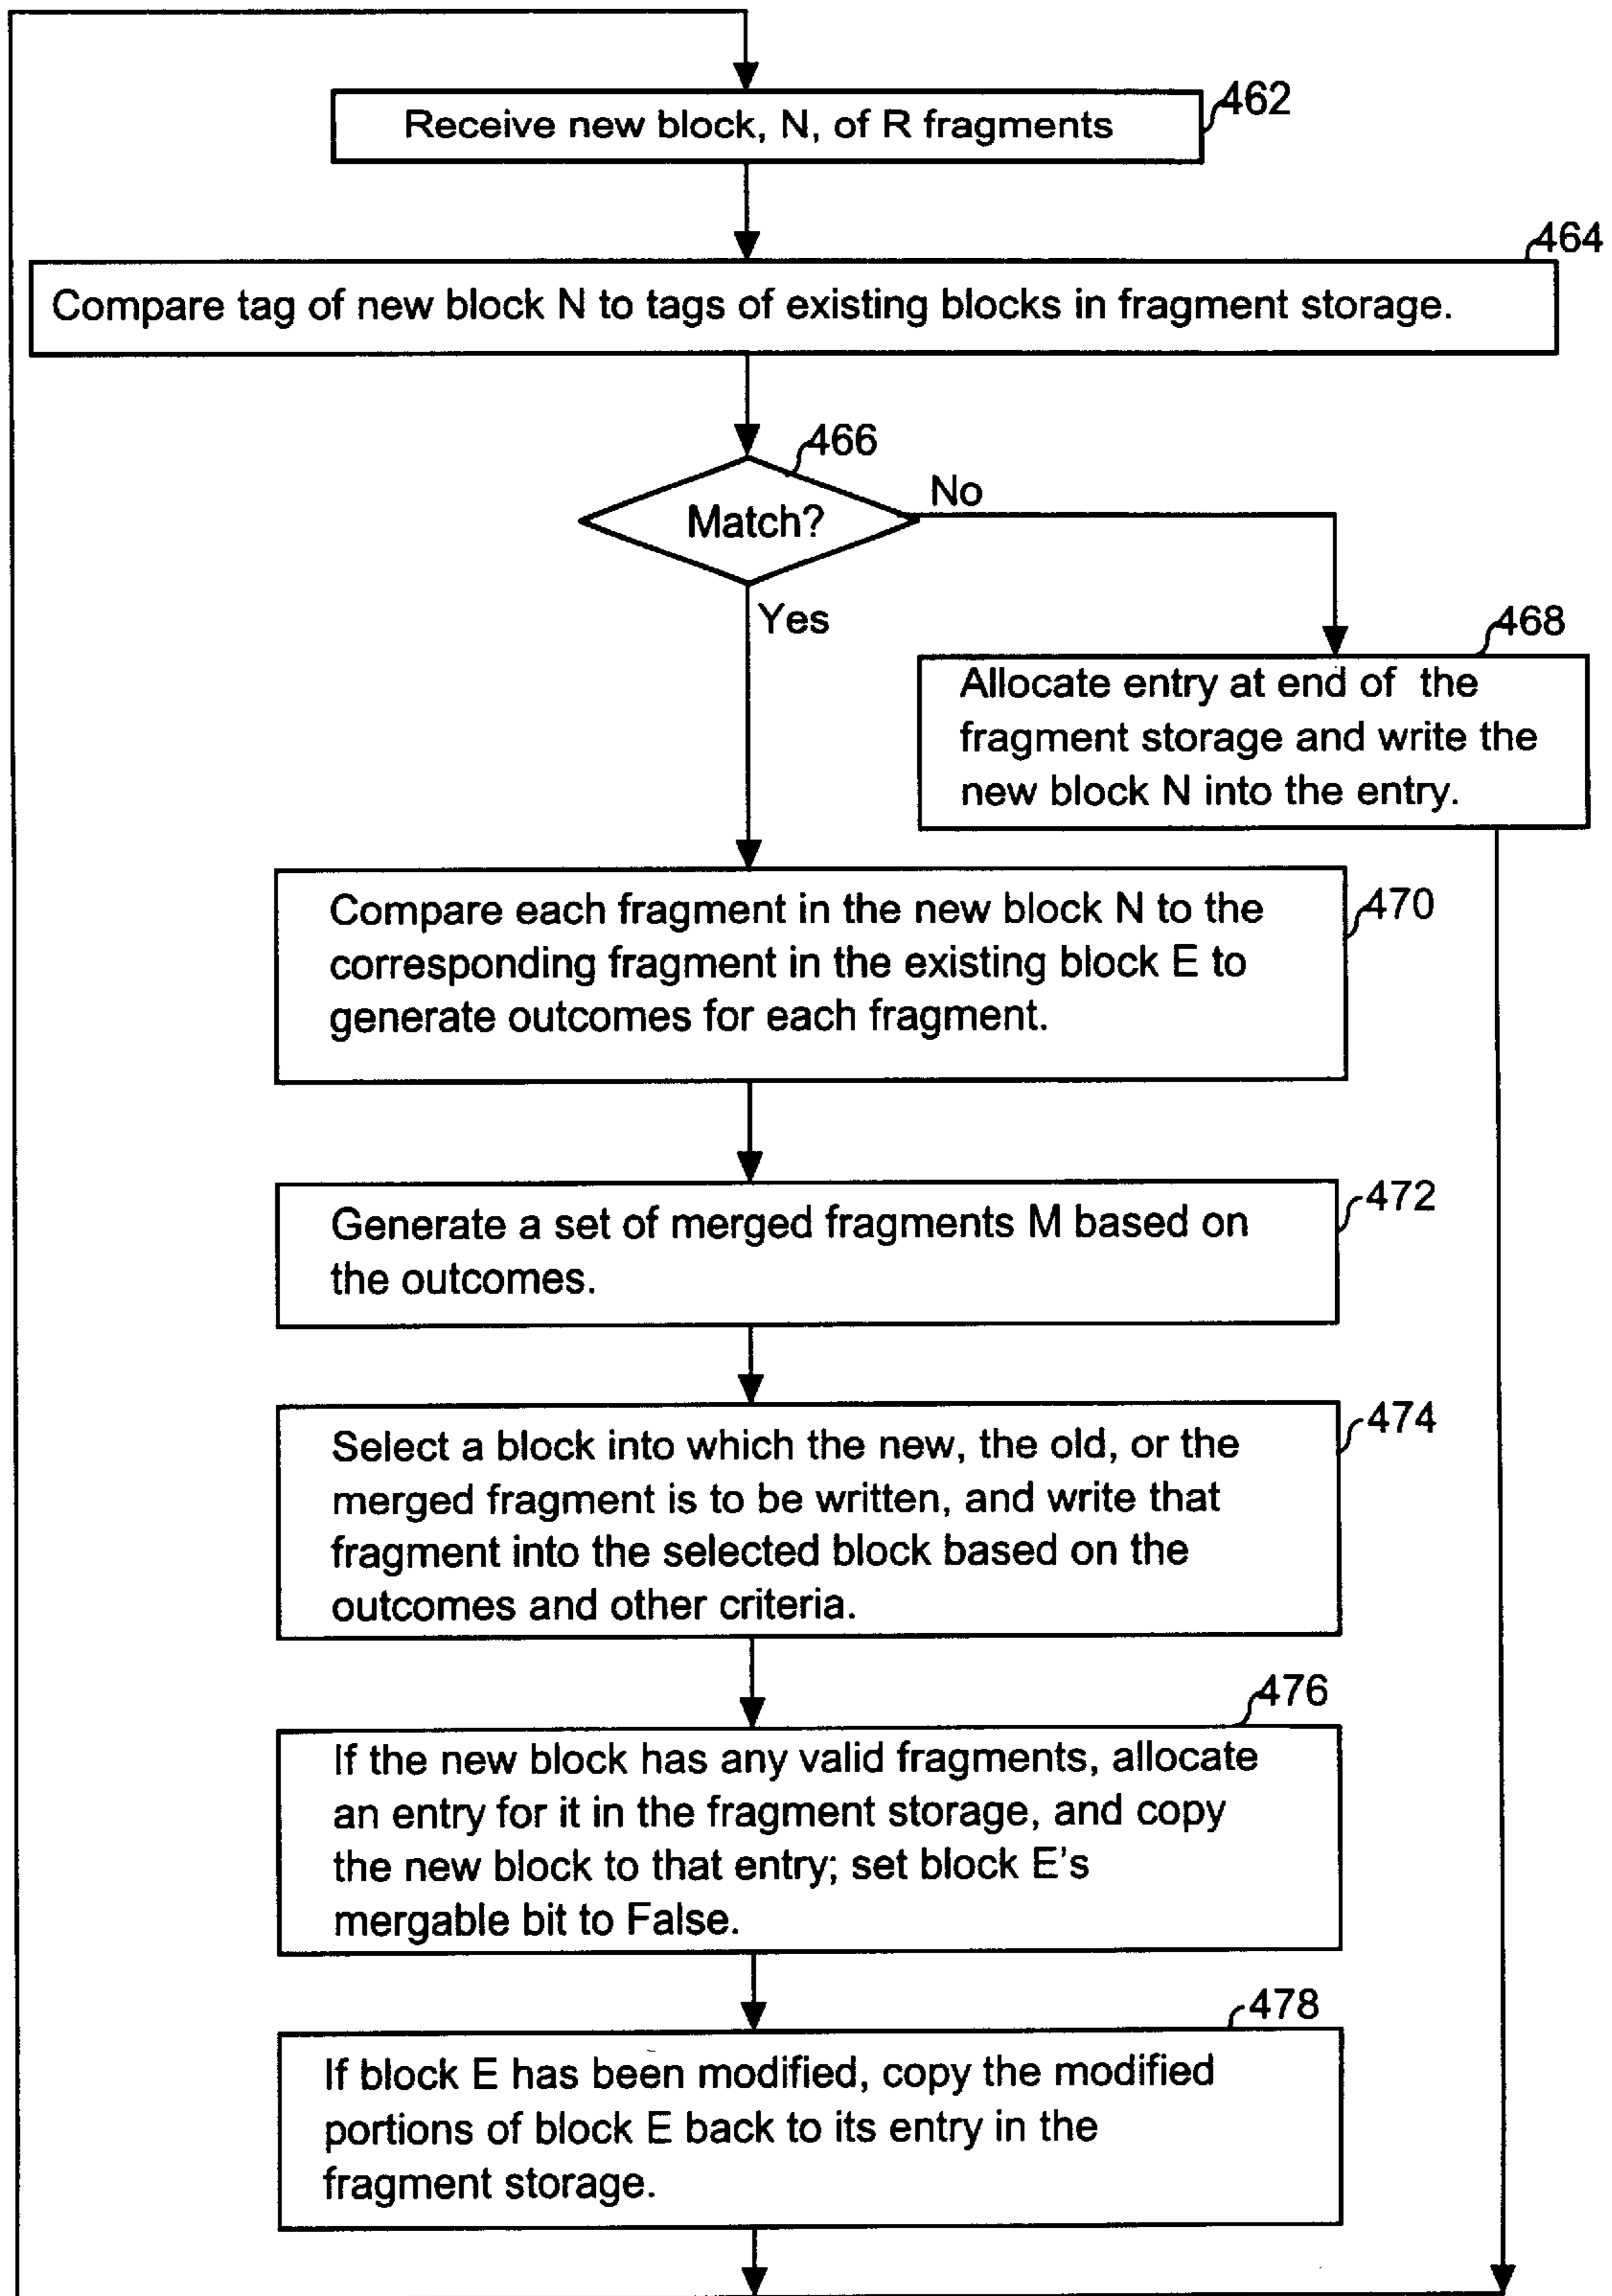 462
Receive new block, N, of R fragments
464
Compare tag of new block N to tags of existing blocks in fragment storage.
466
Match?
No
Yes
468
Allocate entry at end of the
fragment storage and write the
new block N into the entry.
470
Compare each fragment in the new block N to the
corresponding fragment in the existing block E to
generate outcomes for each fragment.
472
Generate a set of merged fragments M based on
the outcomes.
474
Select a block into which the new, the old, or the
merged fragment is to be written, and write that
fragment into the selected block based on the
outcomes and other criteria.
476
If the new block has any valid fragments, allocate
an entry for it in the fragment storage, and copy
the new block to that entry; set block E's
mergable bit to False.
478
If block E has been modified, copy the modified
portions of block E back to its entry in the
fragment storage.